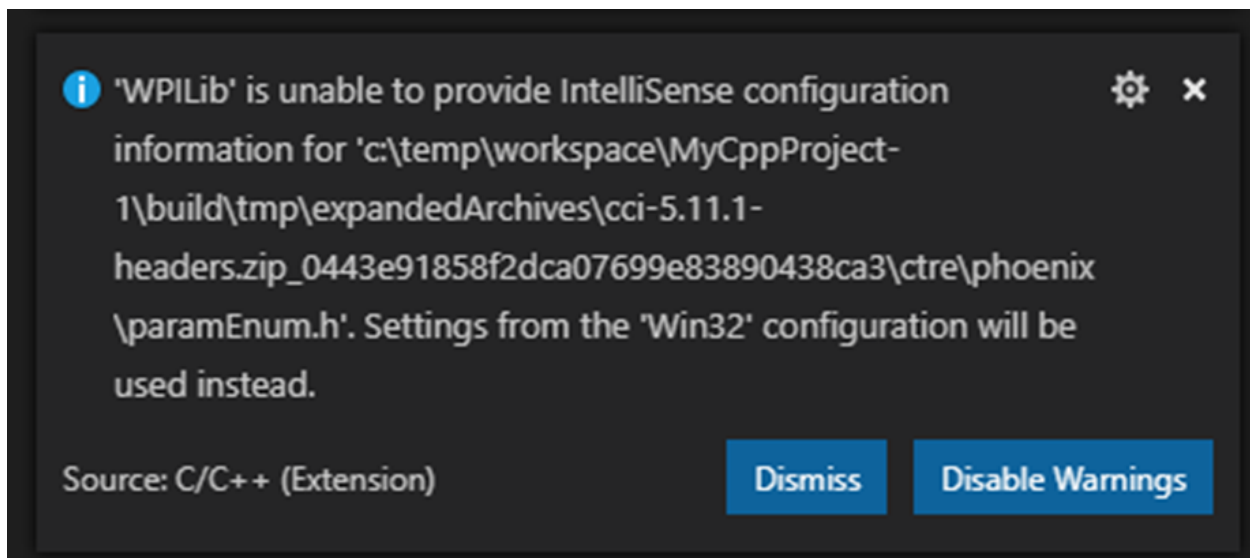 'WPILib' is unable to provide IntelliSense configuration
information for 'c:\temp\workspace\MyCppProject-
1\build\tmp\expandedArchives\cci-5.11.1-
headers.zip_0443e91858f2dca07699e83890438ca3\ctre\phoenix
\paramEnum.h'. Settings from the 'Win32' configuration will be
used instead.
Source: C/C++ (Extension)
Dismiss
Disable Warnings